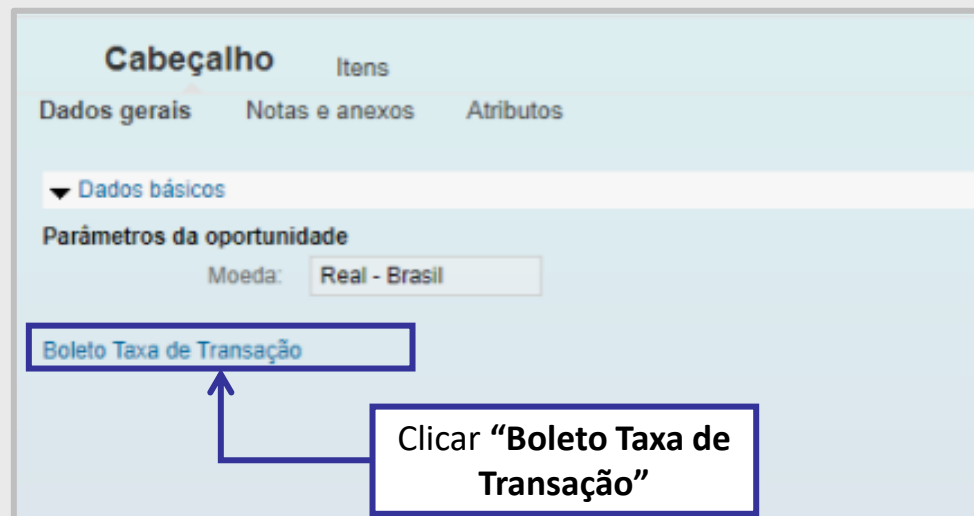 Cabeçalho Itens
Dados gerais Notas e anexos Atributos
Dados básicos
Parâmetros da oportunidade
Moeda: Real - Brasil
Boleto Taxa de Transação
Clicar “Boleto Taxa de
Transação”